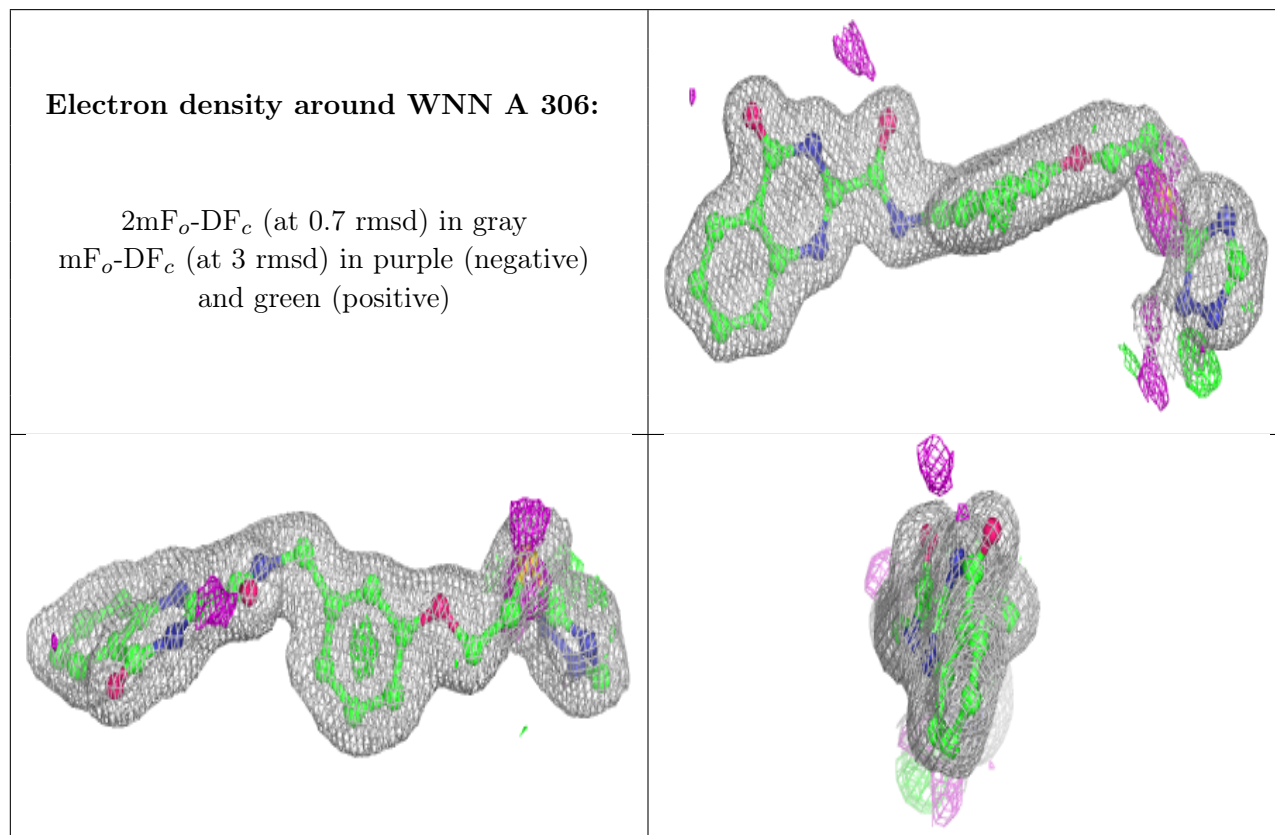 Electron density around WNN A 306:
2mFo-DFc (at 0.7 rmsd) in gray
mFo-DFc (at 3 rmsd) in purple (negative)
and green (positive)